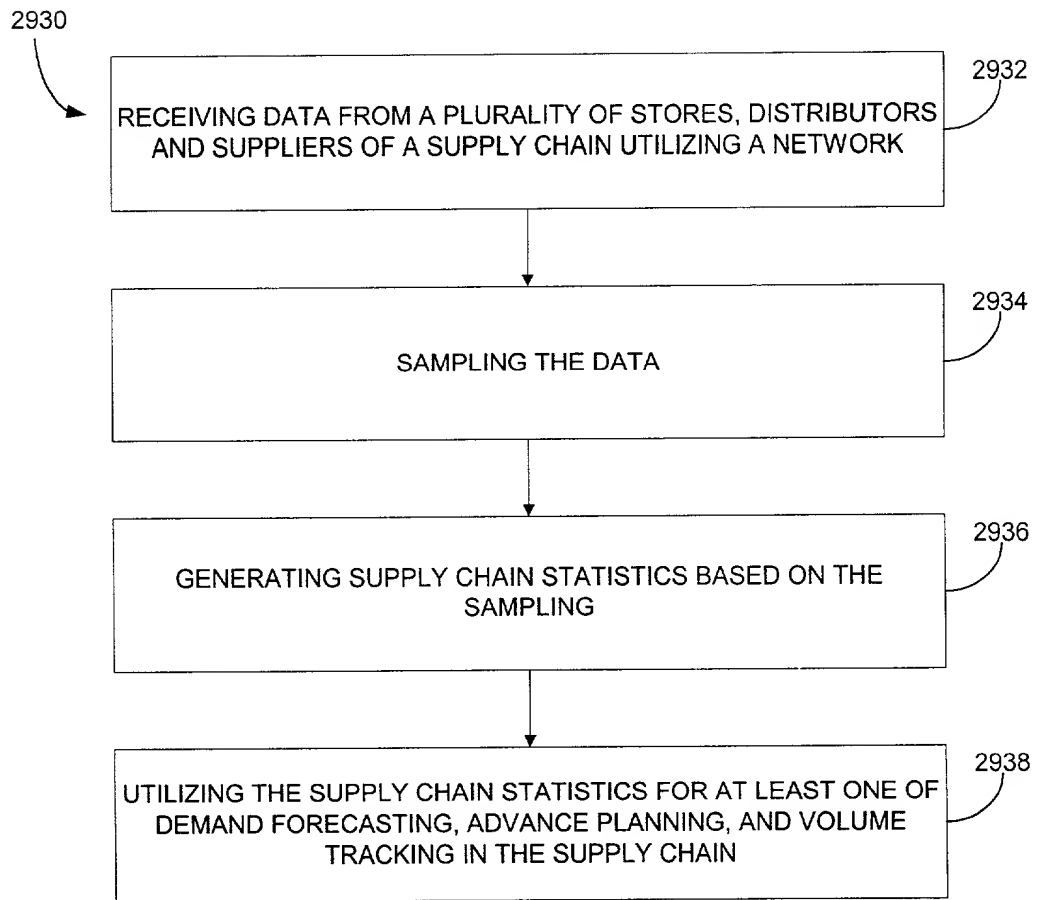 2930
2932
RECEIVING DATA FROM A PLURALITY OF STORES, DISTRIBUTORS
AND SUPPLIERS OF A SUPPLY CHAIN UTILIZING A NETWORK
2934
SAMPLING THE DATA
2936
GENERATING SUPPLY CHAIN STATISTICS BASED ON THE
SAMPLING
2938
UTILIZING THE SUPPLY CHAIN STATISTICS FOR AT LEAST ONE OF
DEMAND FORECASTING, ADVANCE PLANNING, AND VOLUME
TRACKING IN THE SUPPLY CHAIN